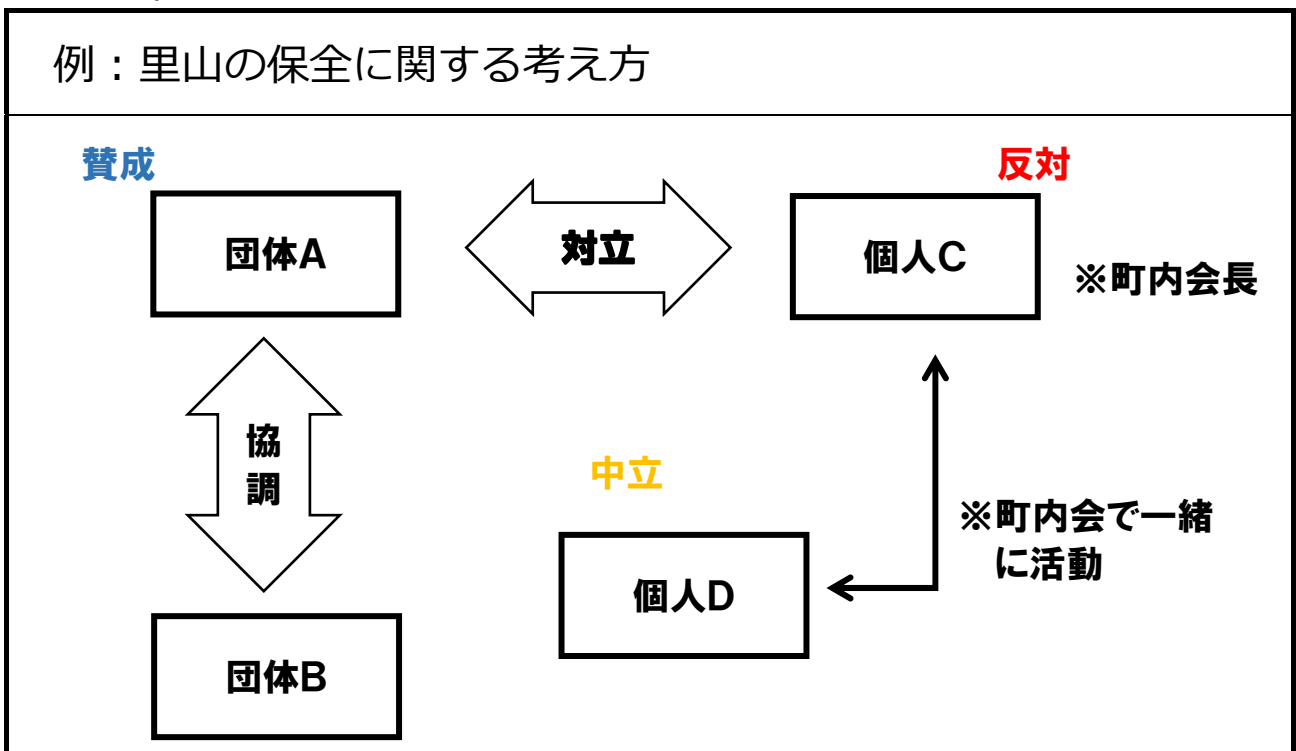 例：里山の保全に関する考え方
賛成
反対
団体A
対立
個人C
※町内会長
協
調
中立
※町内会で一緒
に活動
個人D
団体B